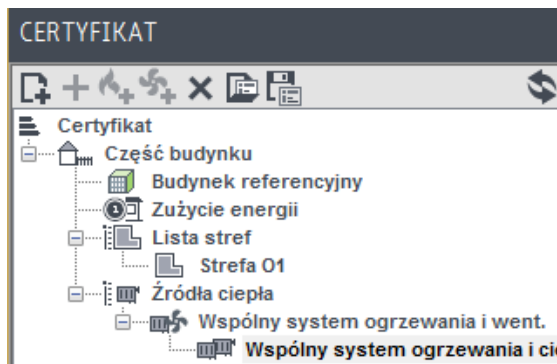 CERTYFIKAT
Certyfikat
Część budynku
Budynek referencyjny
Zużycie energii
Lista stref
Strefa O1
Źródła ciepła
Wspólny system ogrzewania i went.
Wspólny system ogrzewania i